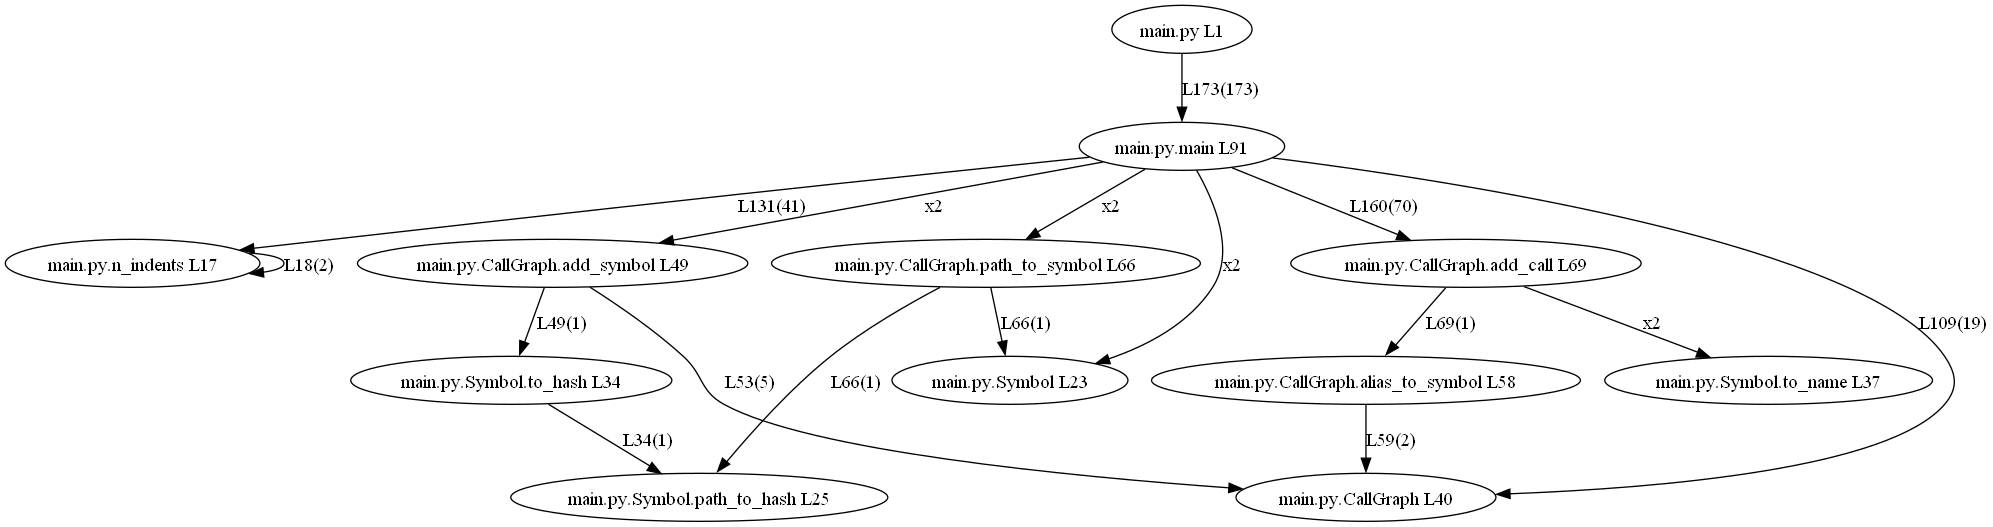 main.py L1
L173(173)
main.py.main L91
L131(41)
x2
x2
L160(70)
main.py.n_indents L17
L18(2)
main.py.CallGraph.add_symbol L49
main.py.CallGraph.path_to_symbol L66
x2
main.py.CallGraph.add_call L69
L49(1)
L66(1)
L69(1)
x2
L109(19)
main.py.Symbol.to_hash L34
L53(5)
L66(1)
main.py.Symbol L23
main.py.CallGraph.alias_to_symbol L58
main.py.Symbol.to_name L37
L34(1)
L59(2)
main.py.Symbol.path_to_hash L25
main.py.CallGraph L40